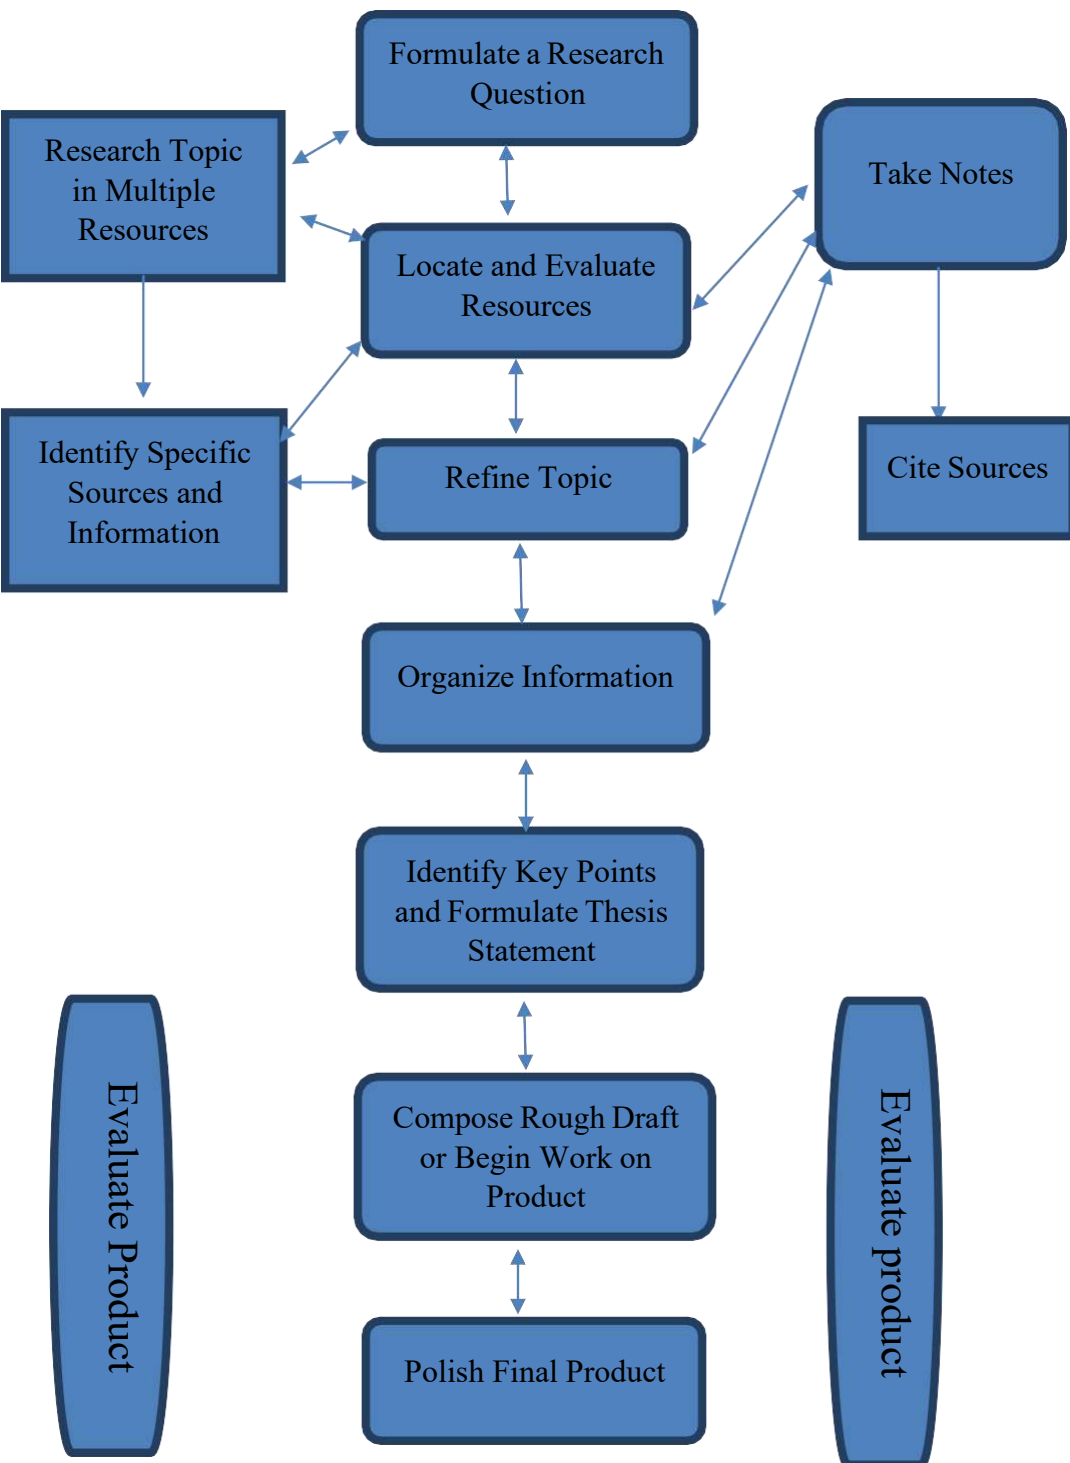 Formulate a Research
Question
Research Topic
in Multiple
Resources
Take Notes
Locate and Evaluate
Resources
Identify Specific
Sources and
Information
Refine Topic
Cite Sources
Organize Information
Identify Key Points
and Formulate Thesis
Statement
Evaluate Product
Compose Rough Draft
or Begin Work on
Product
Evaluate product
Polish Final Product